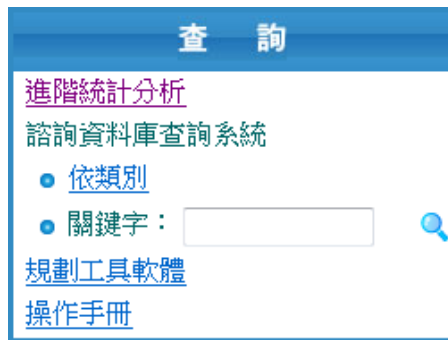 查 詢
進階統計分析
諮詢資料庫查詢系統
依類別
關鍵字：
規劃工具軟體
操作手冊